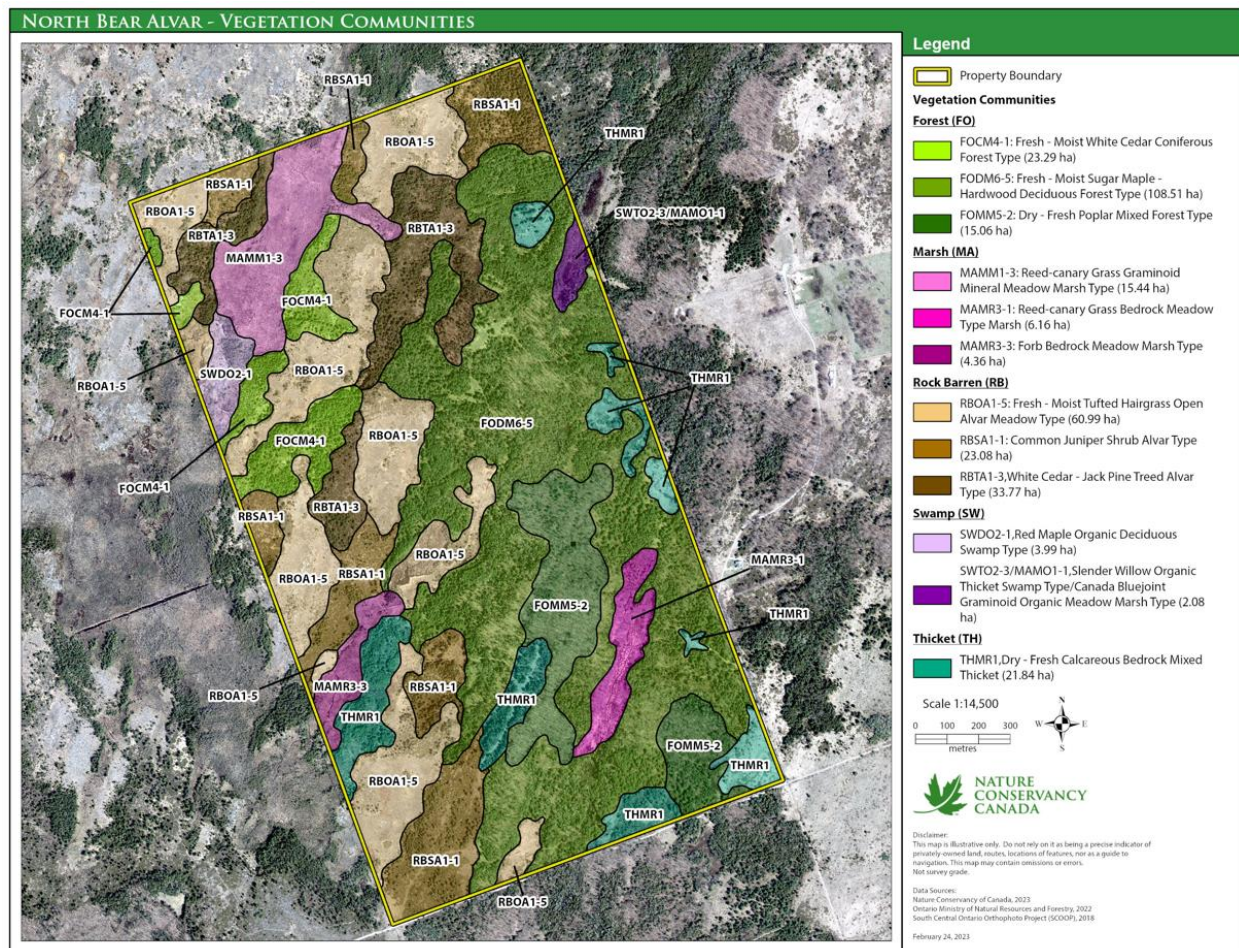 NORTH BEAR ALVAR - VEGETATION COMMUNITIES
RBSA1-1
RBSA1-1
RBOA1-5
THMR1
RBSA1-1
RBOA1-5
SWTO2-3/MAMO1-1
RBTA1-3
RBTA1-3
MAMM1-3
FOCM4-1
FOCM4-1
RBOA1-5
RBOA1-5
SWDO2-1
THMR1
FODM6-5
RBOA1-5
FOCM4-1
FOCM4-1
RBSA1-1
RBTA1-3
RBOA1-5
MAMR3-1
RBOA1-5
RBSA1-1
FOMM5-2
THMR1
RBOA1-5
MAMR3-3
RBSA1-1
THMR1
THMR1
FOMM5-2
THMR1
RBOA1-5
THMR1
RBSA1-1
RBOA1-5
Legend
Property Boundary
Vegetation Communities
Forest (FO)
FOCM4-1: Fresh - Moist White Cedar Coniferous
Forest Type (23.29 ha)
FODM6-5: Fresh - Moist Sugar Maple -
Hardwood Deciduous Forest Type (108.51 ha)
FOMM5-2: Dry - Fresh Poplar Mixed Forest Type
(15.06 ha)
Marsh (MA)
MAMM1-3: Reed-canary Grass Graminoid
Mineral Meadow Marsh Type (15.44 ha)
MAMR3-1: Reed-canary Grass Bedrock Meadow
Type Marsh (6.16 ha)
MAMR3-3: Forb Bedrock Meadow Marsh Type
(4.36 ha)
Rock Barren (RB)
RBOA1-5: Fresh - Moist Tufted Hairgrass Open
Alvar Meadow Type (60.99 ha)
RBSA1-1: Common Juniper Shrub Alvar Type
(23.08 ha)
RBTA1-3,White Cedar - Jack Pine Treed Alvar
Type (33.77 ha)
Swamp (SW)
SWDO2-1,Red Maple Organic Deciduous
Swamp Type (3.99 ha)
SWTO2-3/MAMO1-1,Slender Willow Organic
Thicket Swamp Type/Canada Bluejoint
Graminoid Organic Meadow Marsh Type (2.08
ha)
Thicket (TH)
THMR1,Dry - Fresh Calcareous Bedrock Mixed
Thicket (21.84 ha)
Scale 1:14,500
0 100 200 300
metres
N
W E
S
NATURE
CONSERVANCY
CANADA
Disclaimer:
This map is illustrative only. Do not rely on it as being a precise indicator of
privately-owned land, routes, locations of features, nor as a guide to
navigation. This map may contain omissions or errors.
Not survey grade.
Data Sources:
Nature Conservancy of Canada, 2023
Ontario Ministry of Natural Resources and Forestry, 2022
South Central Ontario Orthophoto Project (SCOOP), 2018
February 24, 2023